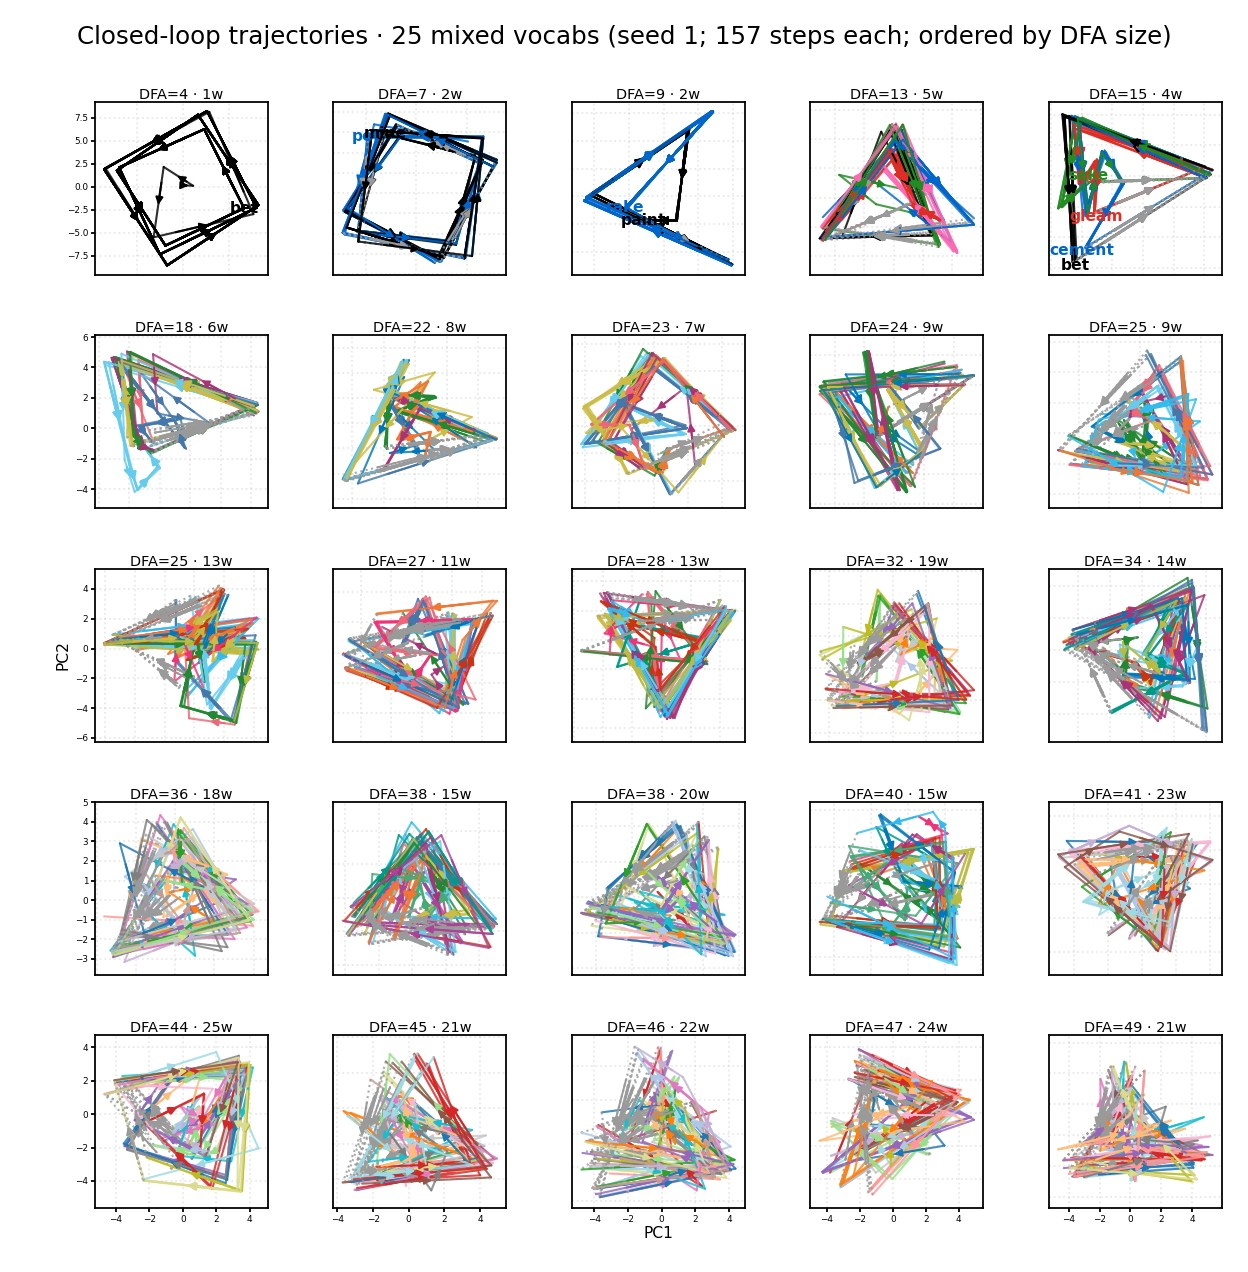 Closed-loop trajectories · 25 mixed vocabs (seed 1; 157 steps each; ordered by DFA size)
DFA=4 · 1w
DFA=7 · 2w
DFA=9 · 2w
DFA=13 · 5w
DFA=15 · 4w
7.5
5.0
2.5
0.0
−2.5
−5.0
−7.5
paint
gleam
cement
bet
DFA=18 · 6w
DFA=22 · 8w
DFA=23 · 7w
DFA=24 · 9w
DFA=25 · 9w
6
4
2
0
−2
−4
DFA=25 · 13w
DFA=27 · 11w
DFA=28 · 13w
DFA=32 · 19w
DFA=34 · 14w
4
2
0
−2
−4
−6
PC2
DFA=36 · 18w
DFA=38 · 15w
DFA=38 · 20w
DFA=40 · 15w
DFA=41 · 23w
5
4
3
2
1
0
−1
−2
−3
DFA=44 · 25w
DFA=45 · 21w
DFA=46 · 22w
DFA=47 · 24w
DFA=49 · 21w
4
2
0
−2
−4
−4 −2 0 2 4
−4 −2 0 2 4
−4 −2 0 2 4
−4 −2 0 2 4
−4 −2 0 2 4
PC1